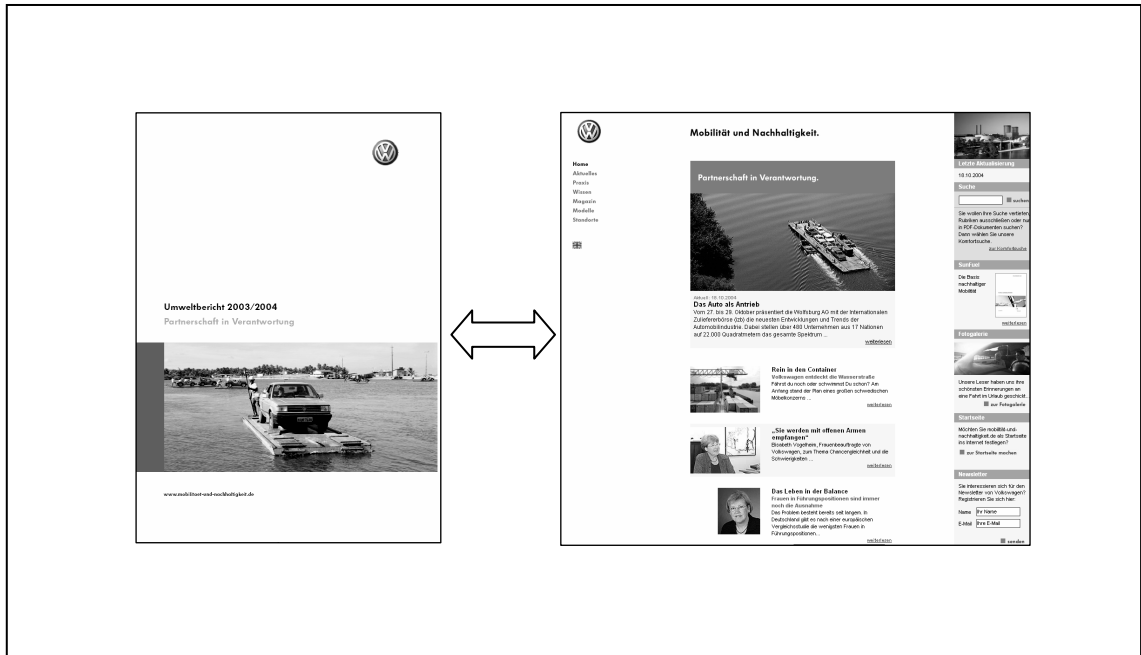 Umweltbericht 2003/2004
Partnerschaft in Verantwortung
www.mobilitaet-und-nachhaltigkeit.de
Mobilität und Nachhaltigkeit.
Home
Aktuelles
Praxis
Wissen
Magazin
Modelle
Standorte
Partnerschaft in Verantwortung.
Aktuell: 18.10.2004
Das Auto als Antrieb
Vom 27. bis 29. Oktober präsentiert die Wolfsburg AG mit der Internationalen
Zuliefererbörse (izb) die neuesten Entwicklungen und Trends der
Automobilindustrie. Dabei stellen über 480 Unternehmen aus 17 Nationen
auf 22.000 Quadratmetern das gesamte Spektrum ...
weiterlesen
Rein in den Container
Volkswagen entdeckt die Wasserstraße
Fährst du noch oder schwimmst Du schon? Am
Anfang stand der Plan eines großen schwedischen
Möbelkonzerns ...
weiterlesen
„Sie werden mit offenen Armen
empfangen“
Elisabeth Vogelheim, Frauenbeauftragte von
Volkswagen, zum Thema Chancengleichheit und die
Schwierigkeiten ...
weiterlesen
Das Leben in der Balance
Frauen in Führungspositionen sind immer
noch die Ausnahme
Das Problem besteht bereits seit langem. In
Deutschland gibt es nach einer europäischen
Vergleichsstudie die wenigsten Frauen in
Führungspositionen...
weiterlesen
Letzte Aktualisierung
18.10.2004
Suche
suchen
Sie wollen Ihre Suche vertiefen,
Rubriken ausschließen oder nur
in PDF-Dokumenten suchen?
Dann wählen Sie unsere
Komfortsuche.
zur Komfortsuche
SunFuel
Die Basis
nachhaltiger
Mobilität
weiterlesen
Fotogalerie
Unsere Leser haben uns ihre
schönsten Erinnerungen an
eine Fahrt im Urlaub geschickt...
zur Fotogalerie
Startseite
Möchten Sie mobilität-und-
nachhaltigkeit.de als Startseite
ins Internet festlegen?
zur Startseite machen
Newsletter
Sie interessieren sich für den
Newsletter von Volkswagen?
Registrieren Sie sich hier:
Name Ihr Name
E-Mail Ihre E-Mail
senden